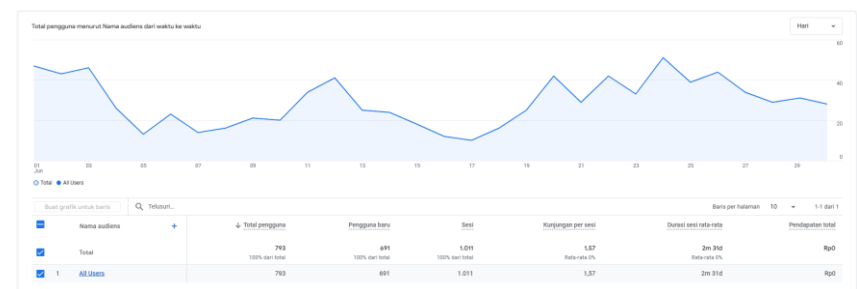 Total pengguna menurut Nama audiens dari waktu ke waktu
Hari
60
40
20
0
01 Jun 03 05 07 09 11 13 15 17 19 21 23 25 27 29
Total All Users
Buat grafik untuk baris Telusuri... Baris per halaman 10 1-1 dari 1
Nama audiens + ↓ Total pengguna Pengguna baru Sesi Kunjungan per sesi Durasi sesi rata-rata Pendapatan total
Total 793 691 1.011 1,57 2m 31d Rp0
100% dari total 100% dari total 100% dari total Rata-rata 0% Rata-rata 0%
1 All Users 793 691 1.011 1,57 2m 31d Rp0